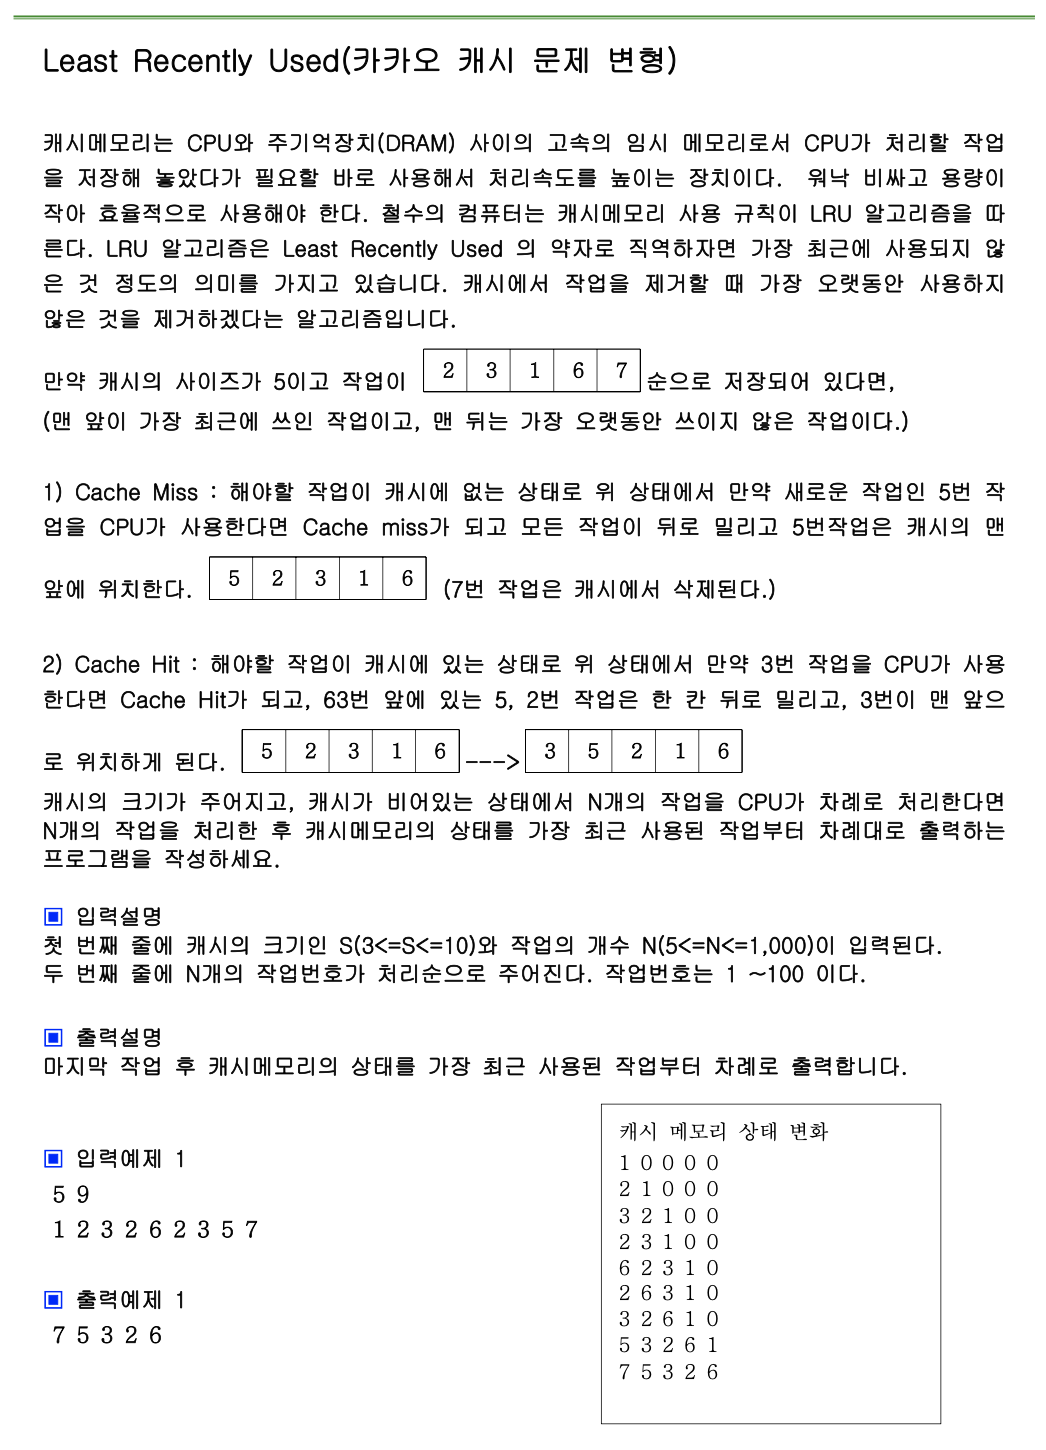 Least Recently Used(카카오 캐시 문제 변형)
캐시메모리는 CPU와 주기억장치(DRAM) 사이의 고속의 임시 메모리로서 CPU가 처리할 작업
을 저장해 놓았다가 필요할 바로 사용해서 처리속도를 높이는 장치이다. 워낙 비싸고 용량이
작아 효율적으로 사용해야 한다. 철수의 컴퓨터는 캐시메모리 사용 규칙이 LRU 알고리즘을 따
른다. LRU 알고리즘은 Least Recently Used 의 약자로 직역하자면 가장 최근에 사용되지 않
은 것 정도의 의미를 가지고 있습니다. 캐시에서 작업을 제거할 때 가장 오랫동안 사용하지
않은 것을 제거하겠다는 알고리즘입니다.
만약 캐시의 사이즈가 5이고 작업이 2 3 1 6 7 순으로 저장되어 있다면,
(맨 앞이 가장 최근에 쓰인 작업이고, 맨 뒤는 가장 오랫동안 쓰이지 않은 작업이다.)
1) Cache Miss : 해야할 작업이 캐시에 없는 상태로 위 상태에서 만약 새로운 작업인 5번 작
업을 CPU가 사용한다면 Cache miss가 되고 모든 작업이 뒤로 밀리고 5번작업은 캐시의 맨
앞에 위치한다. 5 2 3 1 6 (7번 작업은 캐시에서 삭제된다.)
2) Cache Hit : 해야할 작업이 캐시에 있는 상태로 위 상태에서 만약 3번 작업을 CPU가 사용
한다면 Cache Hit가 되고, 63번 앞에 있는 5, 2번 작업은 한 칸 뒤로 밀리고, 3번이 맨 앞으
로 위치하게 된다. 5 2 3 1 6 ---> 3 5 2 1 6
캐시의 크기가 주어지고, 캐시가 비어있는 상태에서 N개의 작업을 CPU가 차례로 처리한다면
N개의 작업을 처리한 후 캐시메모리의 상태를 가장 최근 사용된 작업부터 차례대로 출력하는
프로그램을 작성하세요.
▣ 입력설명
첫 번째 줄에 캐시의 크기인 S(3<=S<=10)와 작업의 개수 N(5<=N<=1,000)이 입력된다.
두 번째 줄에 N개의 작업번호가 처리순으로 주어진다. 작업번호는 1 ~100 이다.
▣ 출력설명
마지막 작업 후 캐시메모리의 상태를 가장 최근 사용된 작업부터 차례로 출력합니다.
▣ 입력예제 1
5 9
1 2 3 2 6 2 3 5 7
▣ 출력예제 1
7 5 3 2 6
캐시 메모리 상태 변화
1 0 0 0 0
2 1 0 0 0
3 2 1 0 0
2 3 1 0 0
6 2 3 1 0
2 6 3 1 0
3 2 6 1 0
5 3 2 6 1
7 5 3 2 6